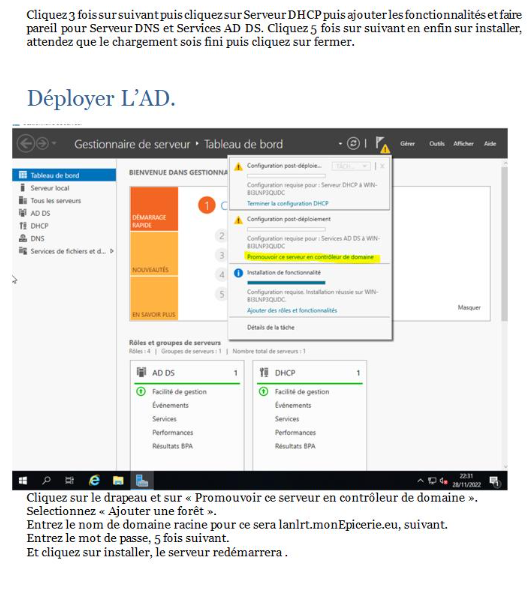 Cliquez 3 fois sur suivant puis cliquez sur Serveur DHCP puis ajouter les fonctionnalités et faire
pareil pour Serveur DNS et Services AD DS. Cliquez 5 fois sur suivant en enfin sur installer,
attendez que le chargement sois fini puis cliquez sur fermer.
Déployer L’AD.
Gestionnaire de serveur • Tableau de bord
Gérer Outils Afficher Aide
Tableau de bord
Serveur local
Tous les serveurs
AD DS
DHCP
DNS
Services de fichiers et d...
BIENVENUE DANS GESTIONNA
DÉMARRAGE
RAPIDE
NOUVEAUTÉS
EN SAVOIR PLUS
1
2
3
4
5
Configuration post-déploie...
Configuration requise pour : Serveur DHCP à WIN-
Terminer la configuration DHCP
Configuration post-déploiement
Configuration requise pour : Services AD DS à WIN-
Promouvoir ce serveur en contrôleur de domaine
Installation de fonctionnalité
Configuration requise. Installation réussie sur WIN-
Ajouter des rôles et fonctionnalités
Détails de la tâche
Masquer
Rôles et groupes de serveurs
Rôles : 4 | Groupes de serveurs : 1 | Nombre total de serveurs : 1
AD DS 1
Facilité de gestion
Événements
Services
Performances
Résultats BPA
DHCP 1
Facilité de gestion
Événements
Services
Performances
Résultats BPA
22:31
28/11/2022
Cliquez sur le drapeau et sur « Promouvoir ce serveur en contrôleur de domaine ».
Selectionnez « Ajouter une forêt ».
Entrez le nom de domaine racine pour ce sera lanlrt.monEpicerie.eu, suivant.
Entrez le mot de passe, 5 fois suivant.
Et cliquez sur installer, le serveur redémarrera .